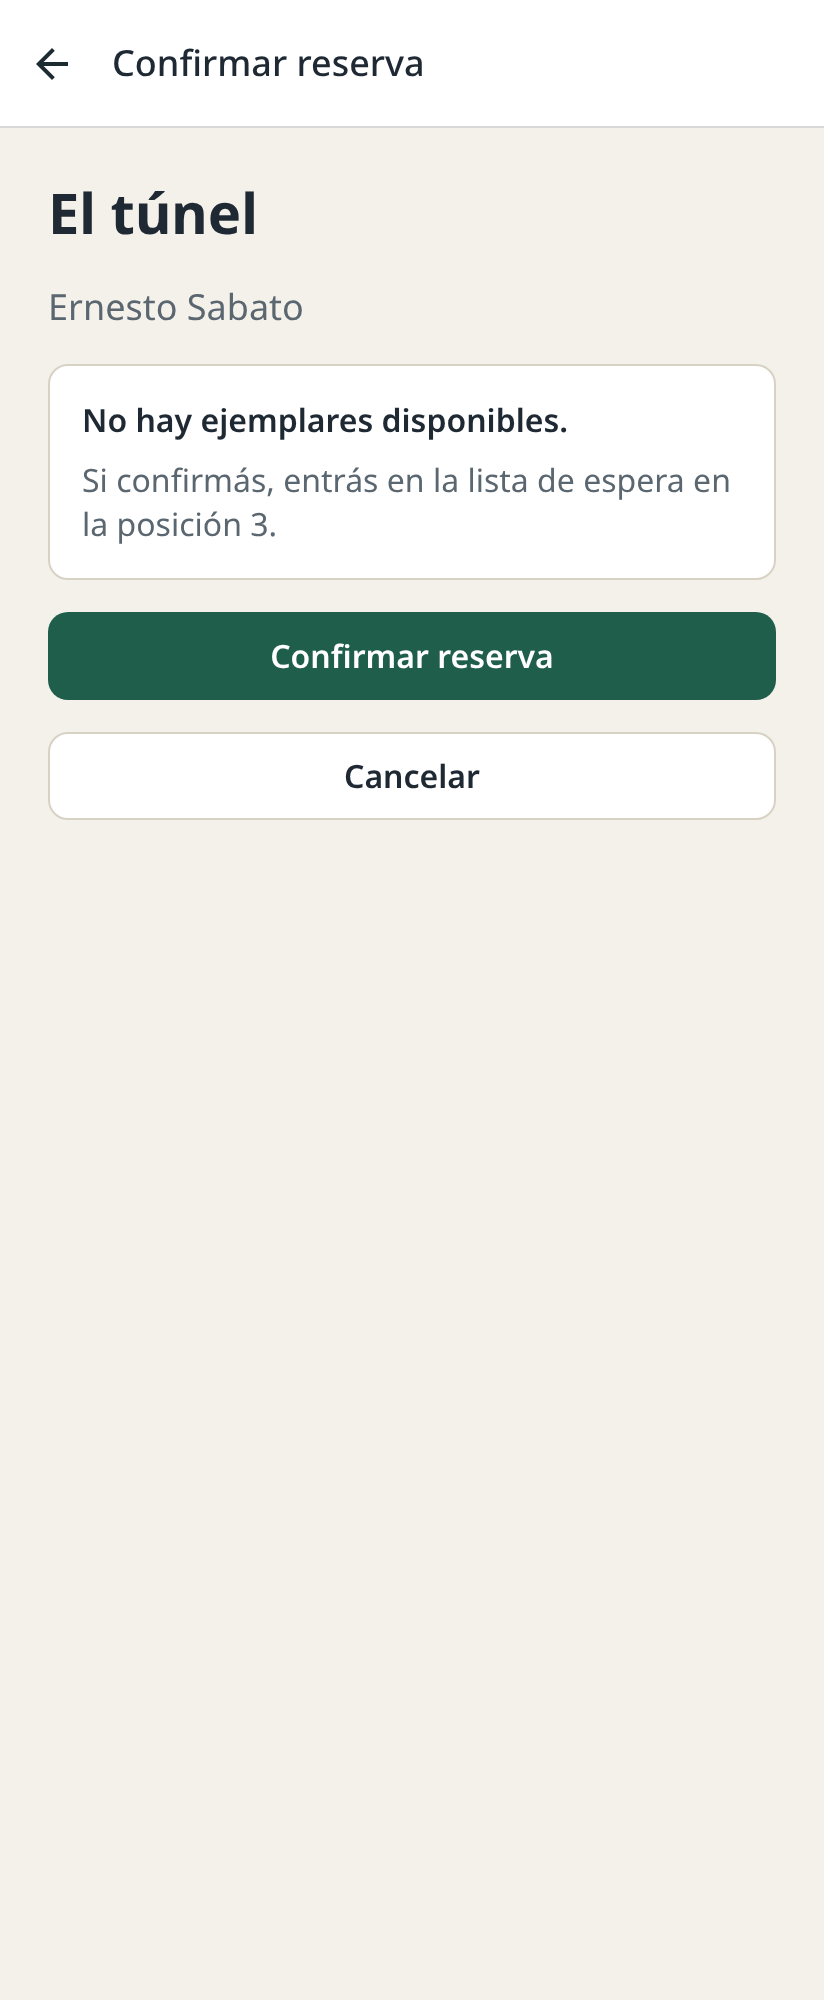 Confirmar reserva
El túnel
Ernesto Sabato
No hay ejemplares disponibles.
Si confirmás, entrás en la lista de espera en
la posición 3.
Confirmar reserva
Cancelar